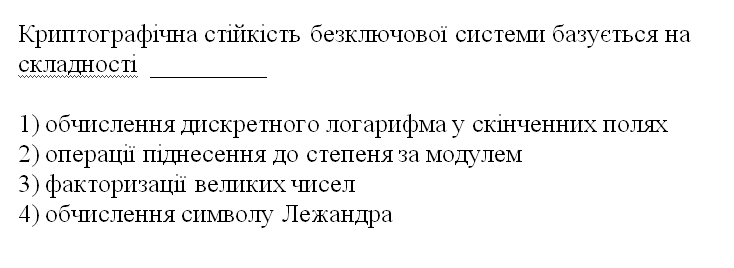 Криптографічна стійкість безключової системи базується на
складності __________
1) обчислення дискретного логарифма у скінченних полях
2) операції піднесення до степеня за модулем
3) факторизації великих чисел
4) обчислення символу Лежандра